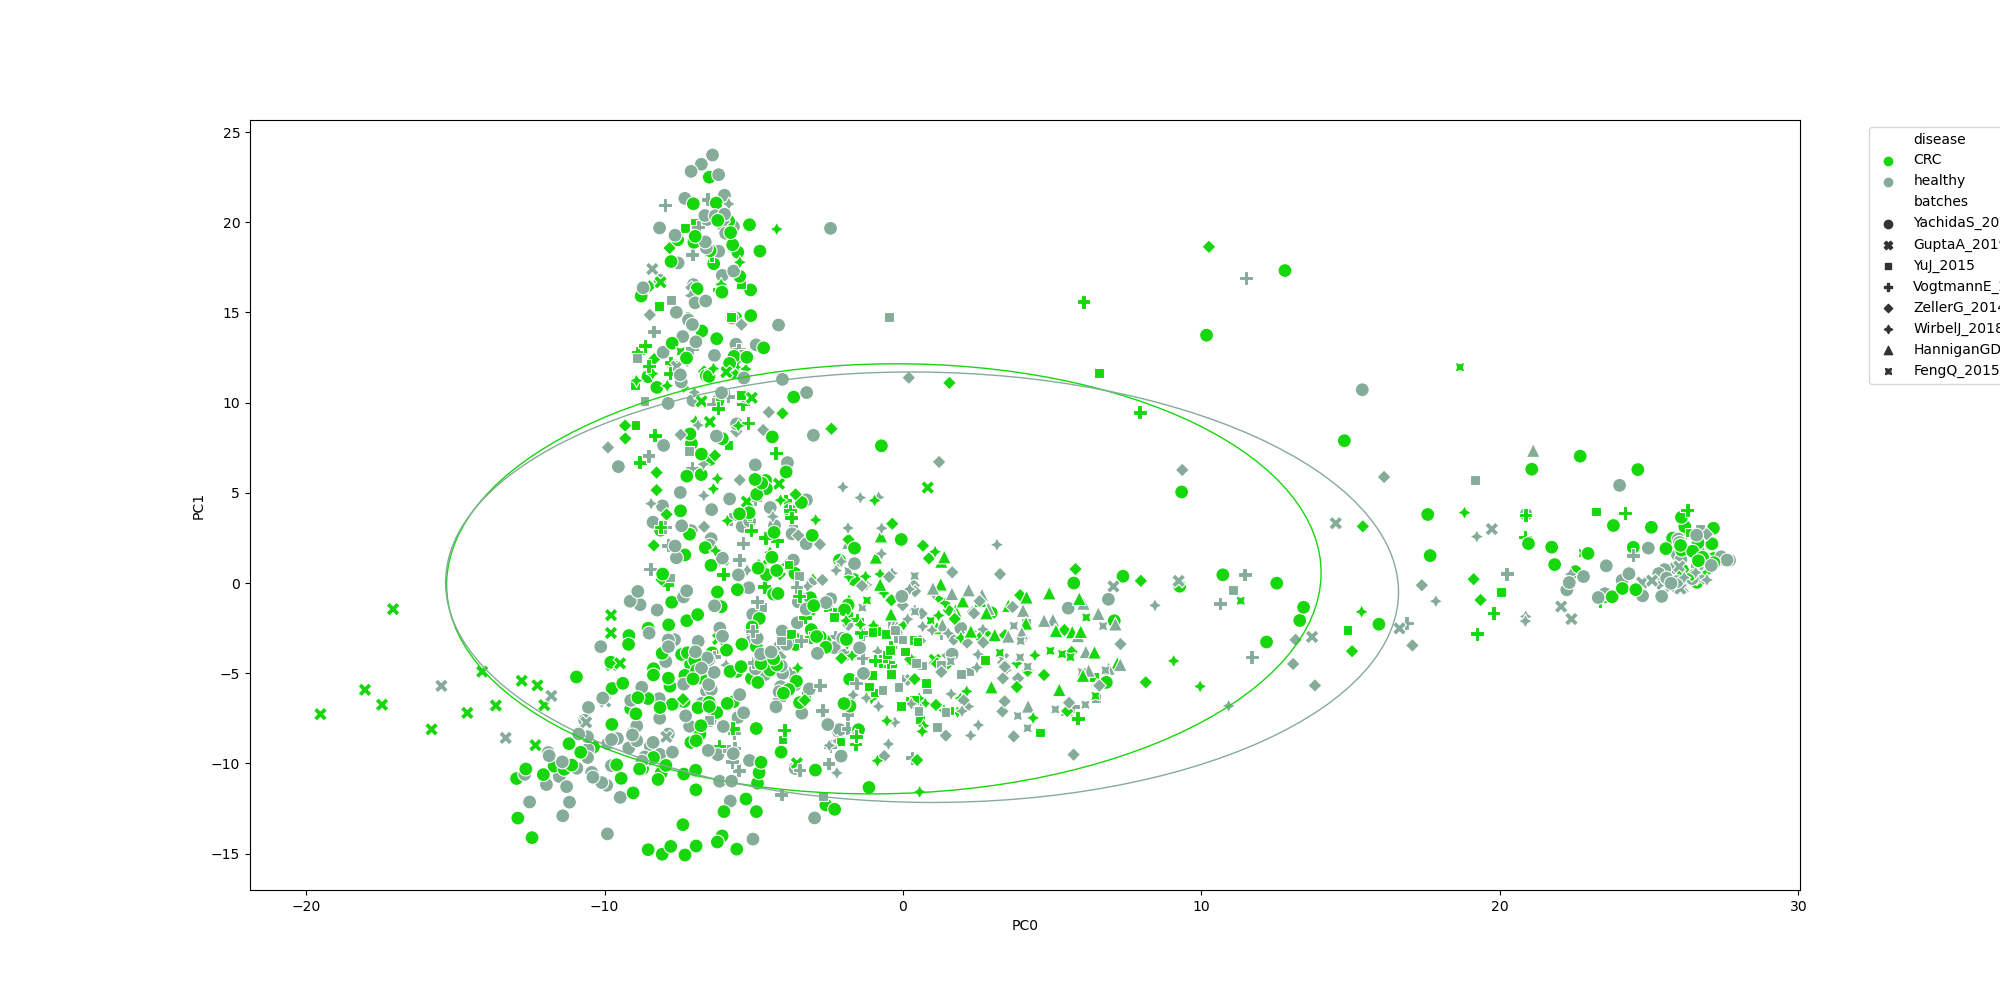 25
20
15
10
5
0
−5
−10
−15
PC1
−20 −10 0 10 20 30
PC0
disease
CRC
healthy
batches
YachidaS_20
GuptaA_201
YuJ_2015
VogtmannE_
ZellerG_2014
WirbelJ_2018
HanniganGD
FengQ_2015